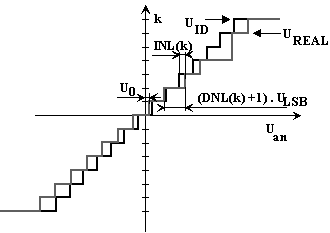 k
U_ID
U_REAL
INL(k)
U_0
(DNL(k)+1) . U_LSB
U_an